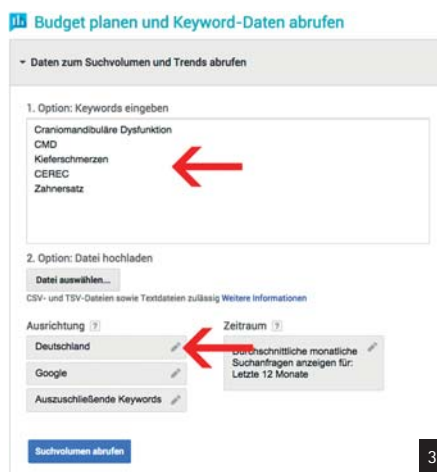 Budget planen und Keyword-Daten abrufen
Daten zum Suchvolumen und Trends abrufen
1. Option: Keywords eingeben
Craniomandibuläre Dysfunktion
CMD
Kieferschmerzen
CEREC
Zahnersatz
2. Option: Datei hochladen
Datei auswählen...
CSV- und TSV-Dateien sowie Textdateien zulässig Weitere Informationen
Ausrichtung ?
Deutschland
Google
Auszuschließende Keywords
Zeitraum ?
Durchschnittliche monatliche
Suchanfragen anzeigen für:
Letzte 12 Monate
Suchvolumen abrufen
3